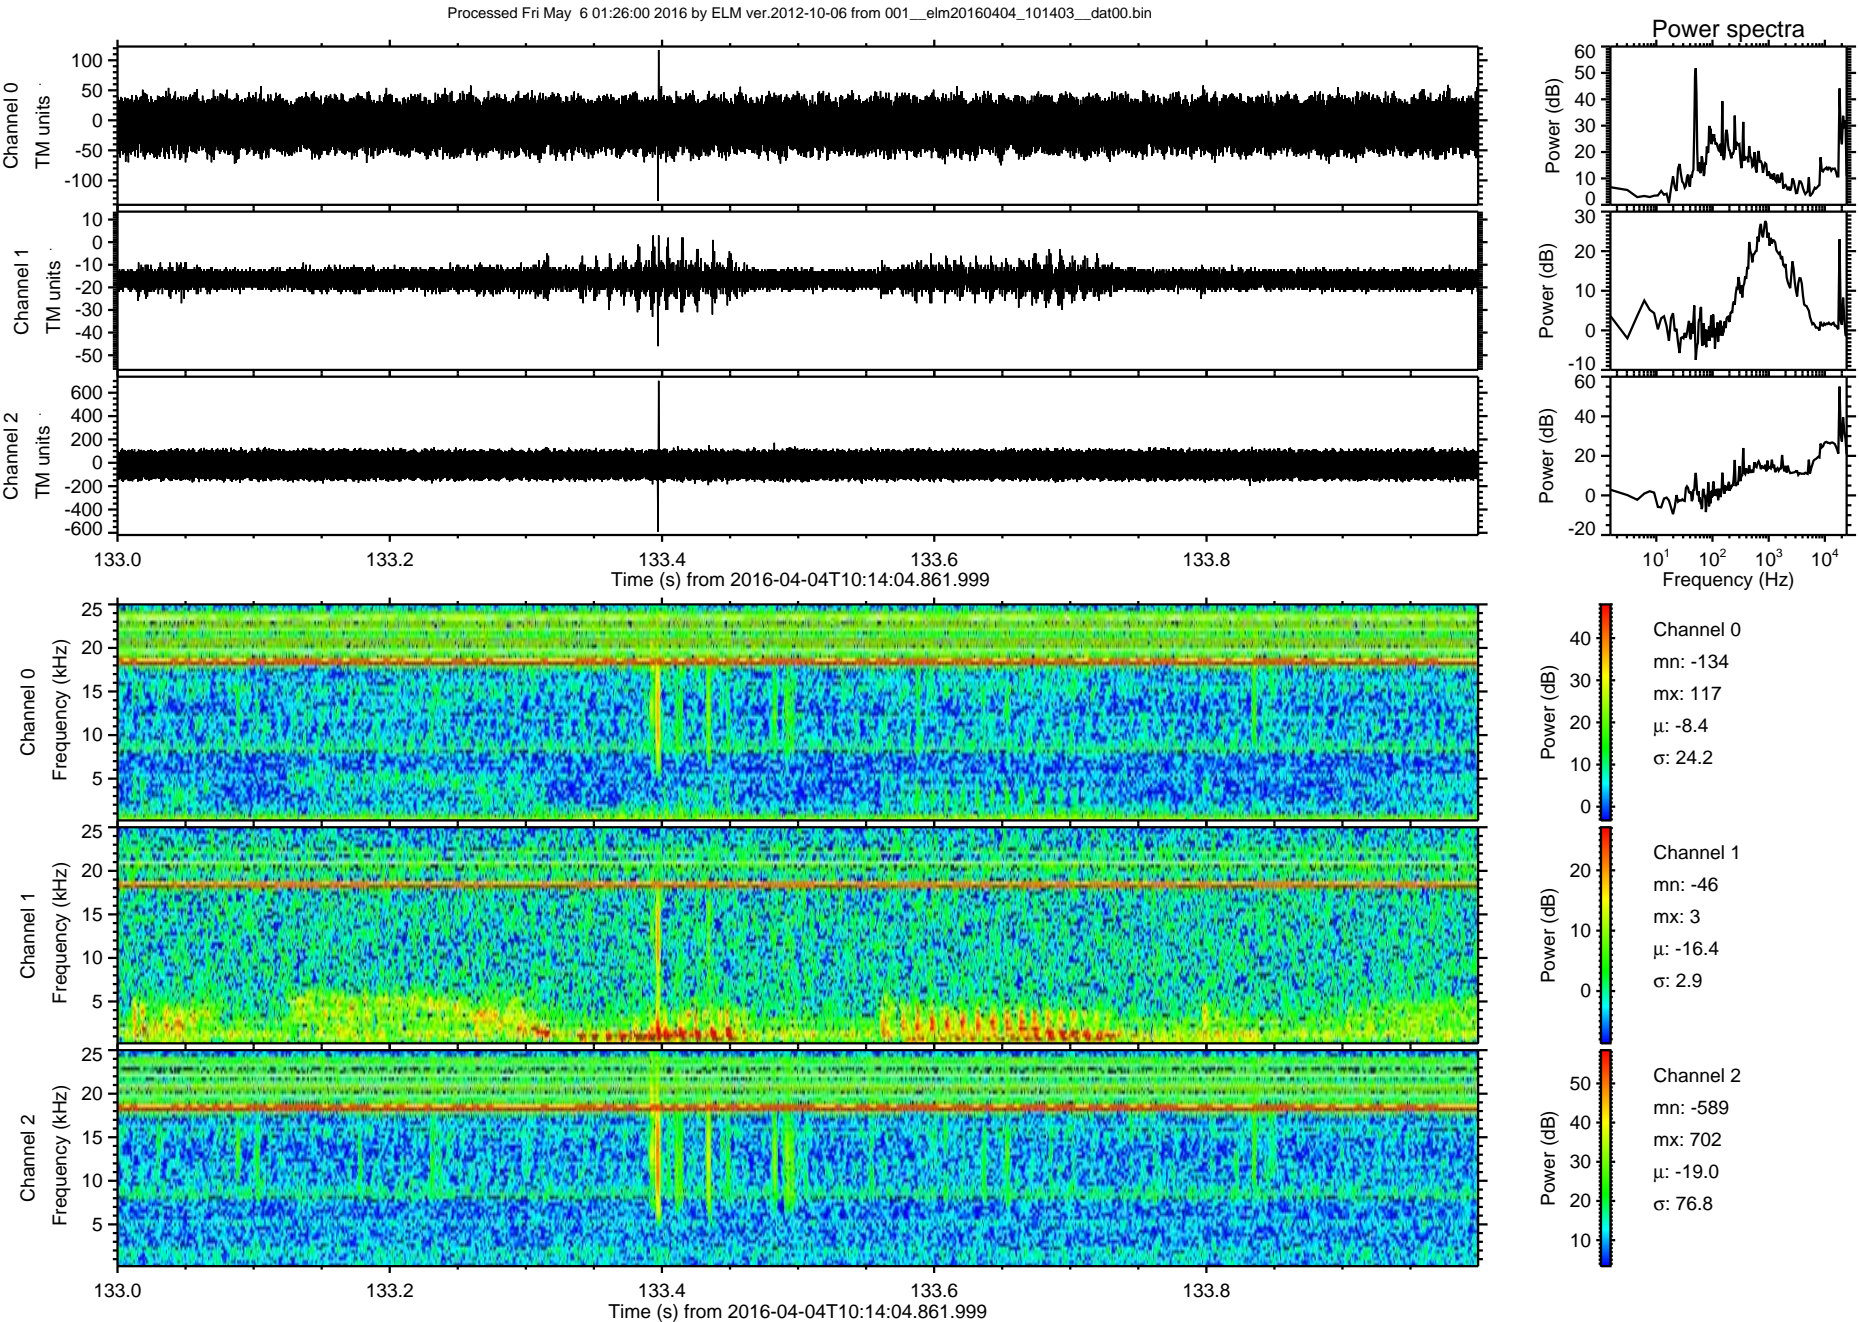 Processed Fri May  6 01:26:00 2016 by ELM ver.2012-10-06 from 001__elm20160404_101403__dat00.bin
Power spectra
Channel 0
TM units
100
50
0
-50
-100
Power (dB)
60
50
40
30
20
10
0
Channel 1
TM units
10
0
-10
-20
-30
-40
-50
Power (dB)
30
20
10
0
-10
Channel 2
TM units
600
400
200
0
-200
-400
-600
Power (dB)
60
40
20
0
-20
133.0 133.2 133.4 133.6 133.8
Time (s) from 2016-04-04T10:14:04.861.999
10¹ 10² 10³ 10⁴
Frequency (Hz)
Channel 0
Frequency (kHz)
25
20
15
10
5
Power (dB)
40
30
20
10
0
Channel 0
mn: -134
mx: 117
μ: -8.4
σ: 24.2
Channel 1
Frequency (kHz)
25
20
15
10
5
Power (dB)
20
10
0
Channel 1
mn: -46
mx: 3
μ: -16.4
σ: 2.9
Channel 2
Frequency (kHz)
25
20
15
10
5
Power (dB)
50
40
30
20
10
Channel 2
mn: -589
mx: 702
μ: -19.0
σ: 76.8
133.0 133.2 133.4 133.6 133.8
Time (s) from 2016-04-04T10:14:04.861.999